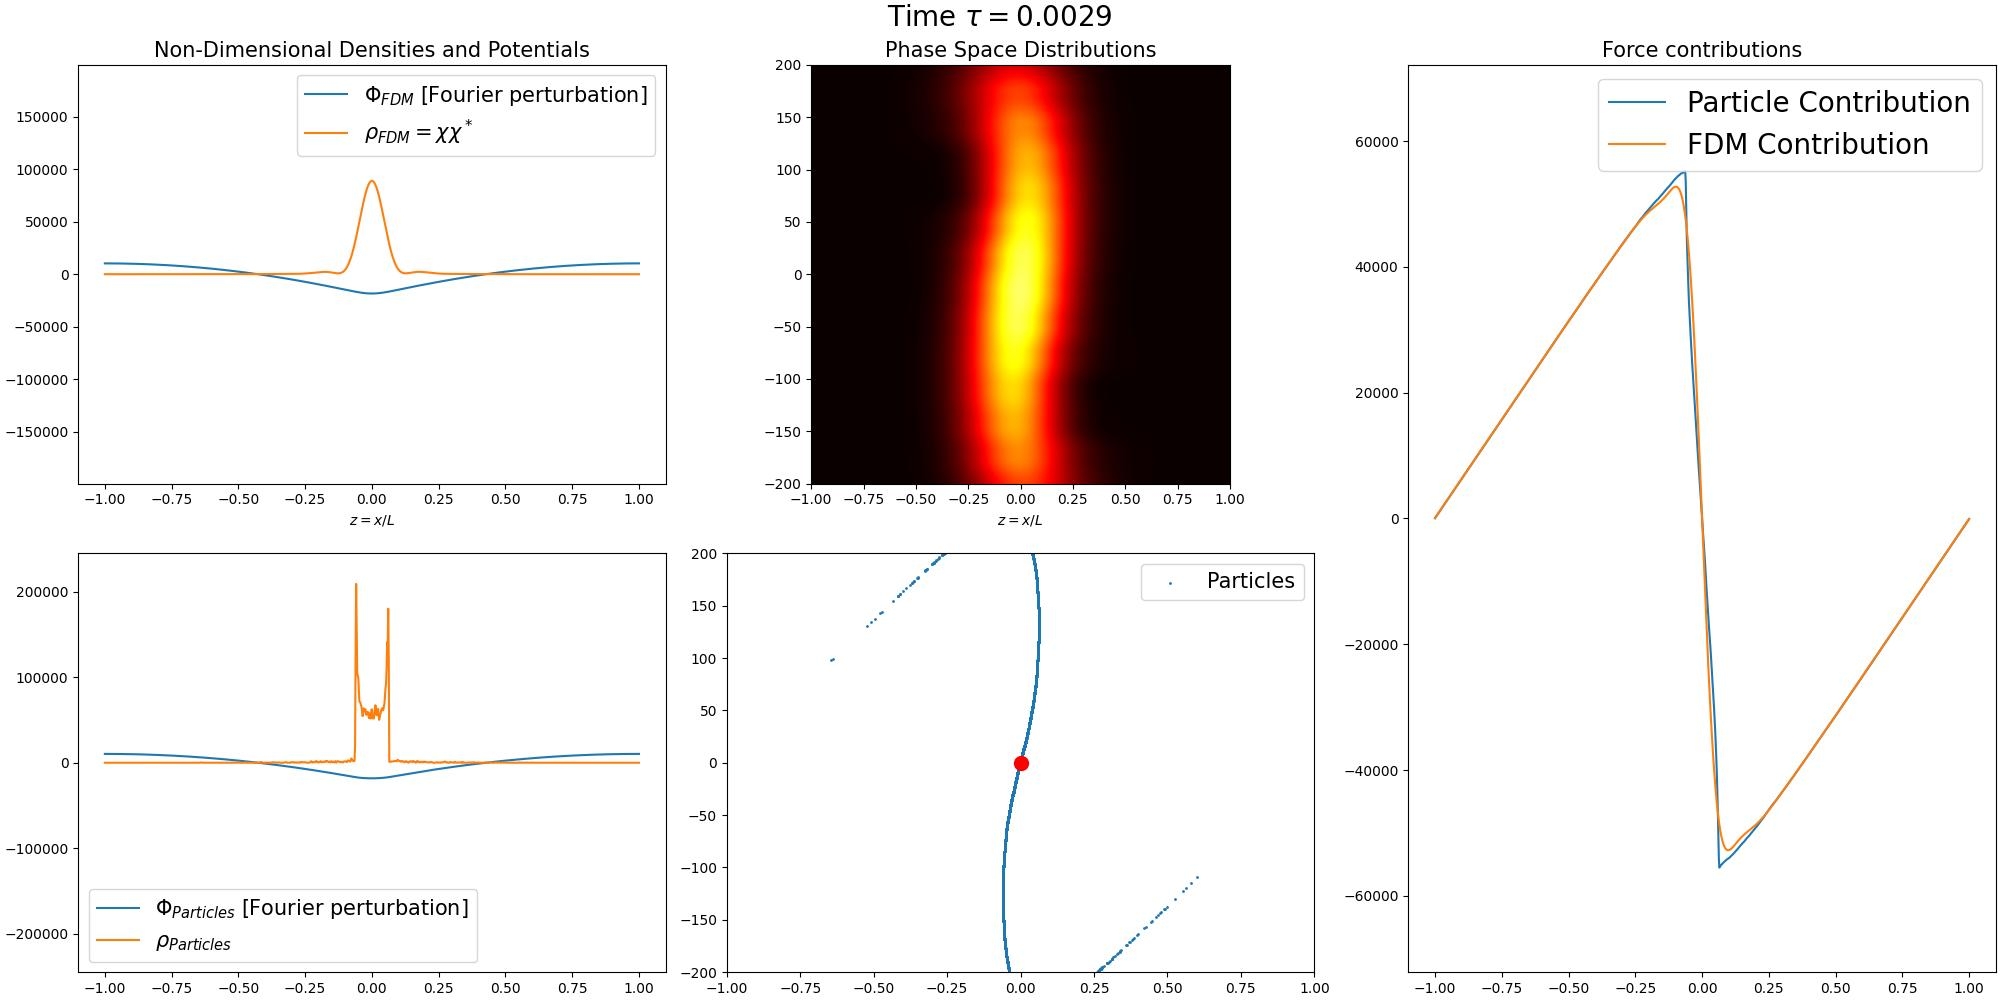 Time τ = 0.0029
Non-Dimensional Densities and Potentials
Φ_FDM [Fourier perturbation]
ρ_FDM = χχ*
150000
100000
50000
0
−50000
−100000
−150000
−1.00 −0.75 −0.50 −0.25 0.00 0.25 0.50 0.75 1.00
z = x/L
Phase Space Distributions
200
150
100
50
0
−50
−100
−150
−200
−1.00 −0.75 −0.50 −0.25 0.00 0.25 0.50 0.75 1.00
z = x/L
Force contributions
Particle Contribution
FDM Contribution
60000
40000
20000
0
−20000
−40000
−60000
−1.00 −0.75 −0.50 −0.25 0.00 0.25 0.50 0.75 1.00
200000
100000
0
−100000
−200000
Φ_Particles [Fourier perturbation]
ρ_Particles
−1.00 −0.75 −0.50 −0.25 0.00 0.25 0.50 0.75 1.00
Particles
200
150
100
50
0
−50
−100
−150
−200
−1.00 −0.75 −0.50 −0.25 0.00 0.25 0.50 0.75 1.00